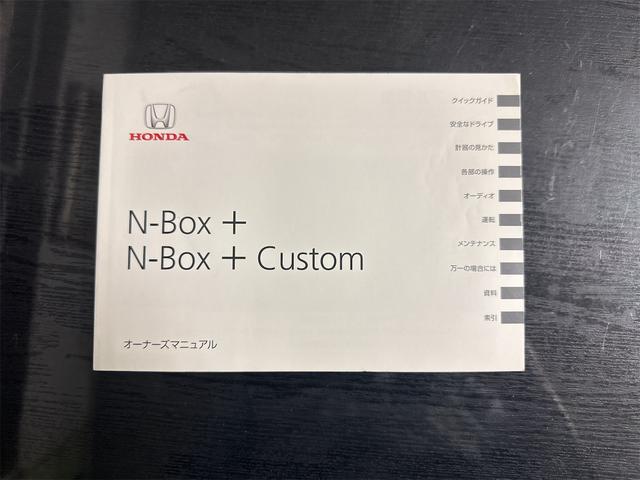 HONDA
N-Box +
N-Box + Custom
オーナーズマニュアル
クイックガイド
安全なドライブ
計器の見かた
各部の操作
オーディオ
運転
メンテナンス
万一の場合には
資料
索引